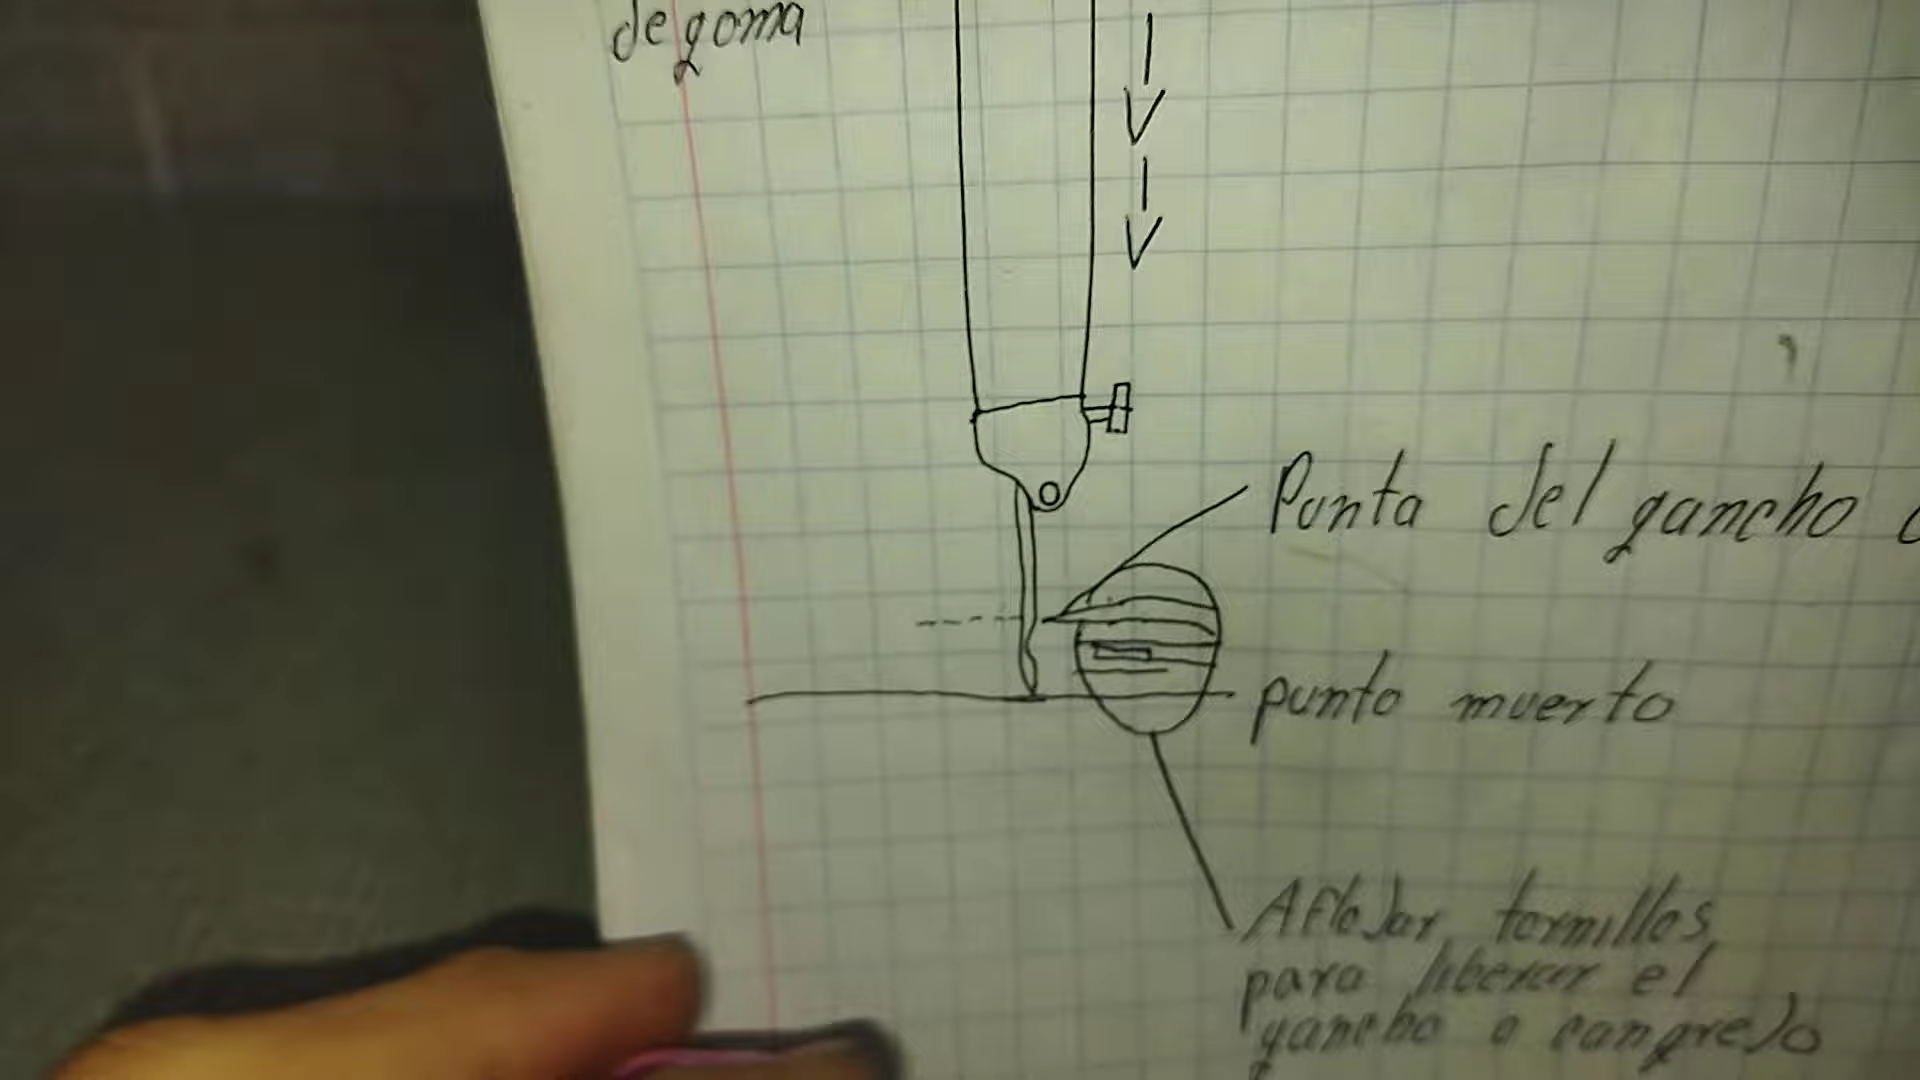 de goma
Punta del gancho
punto muerto
Aflojar tornillos
para liberar el
gancho o cangrejo